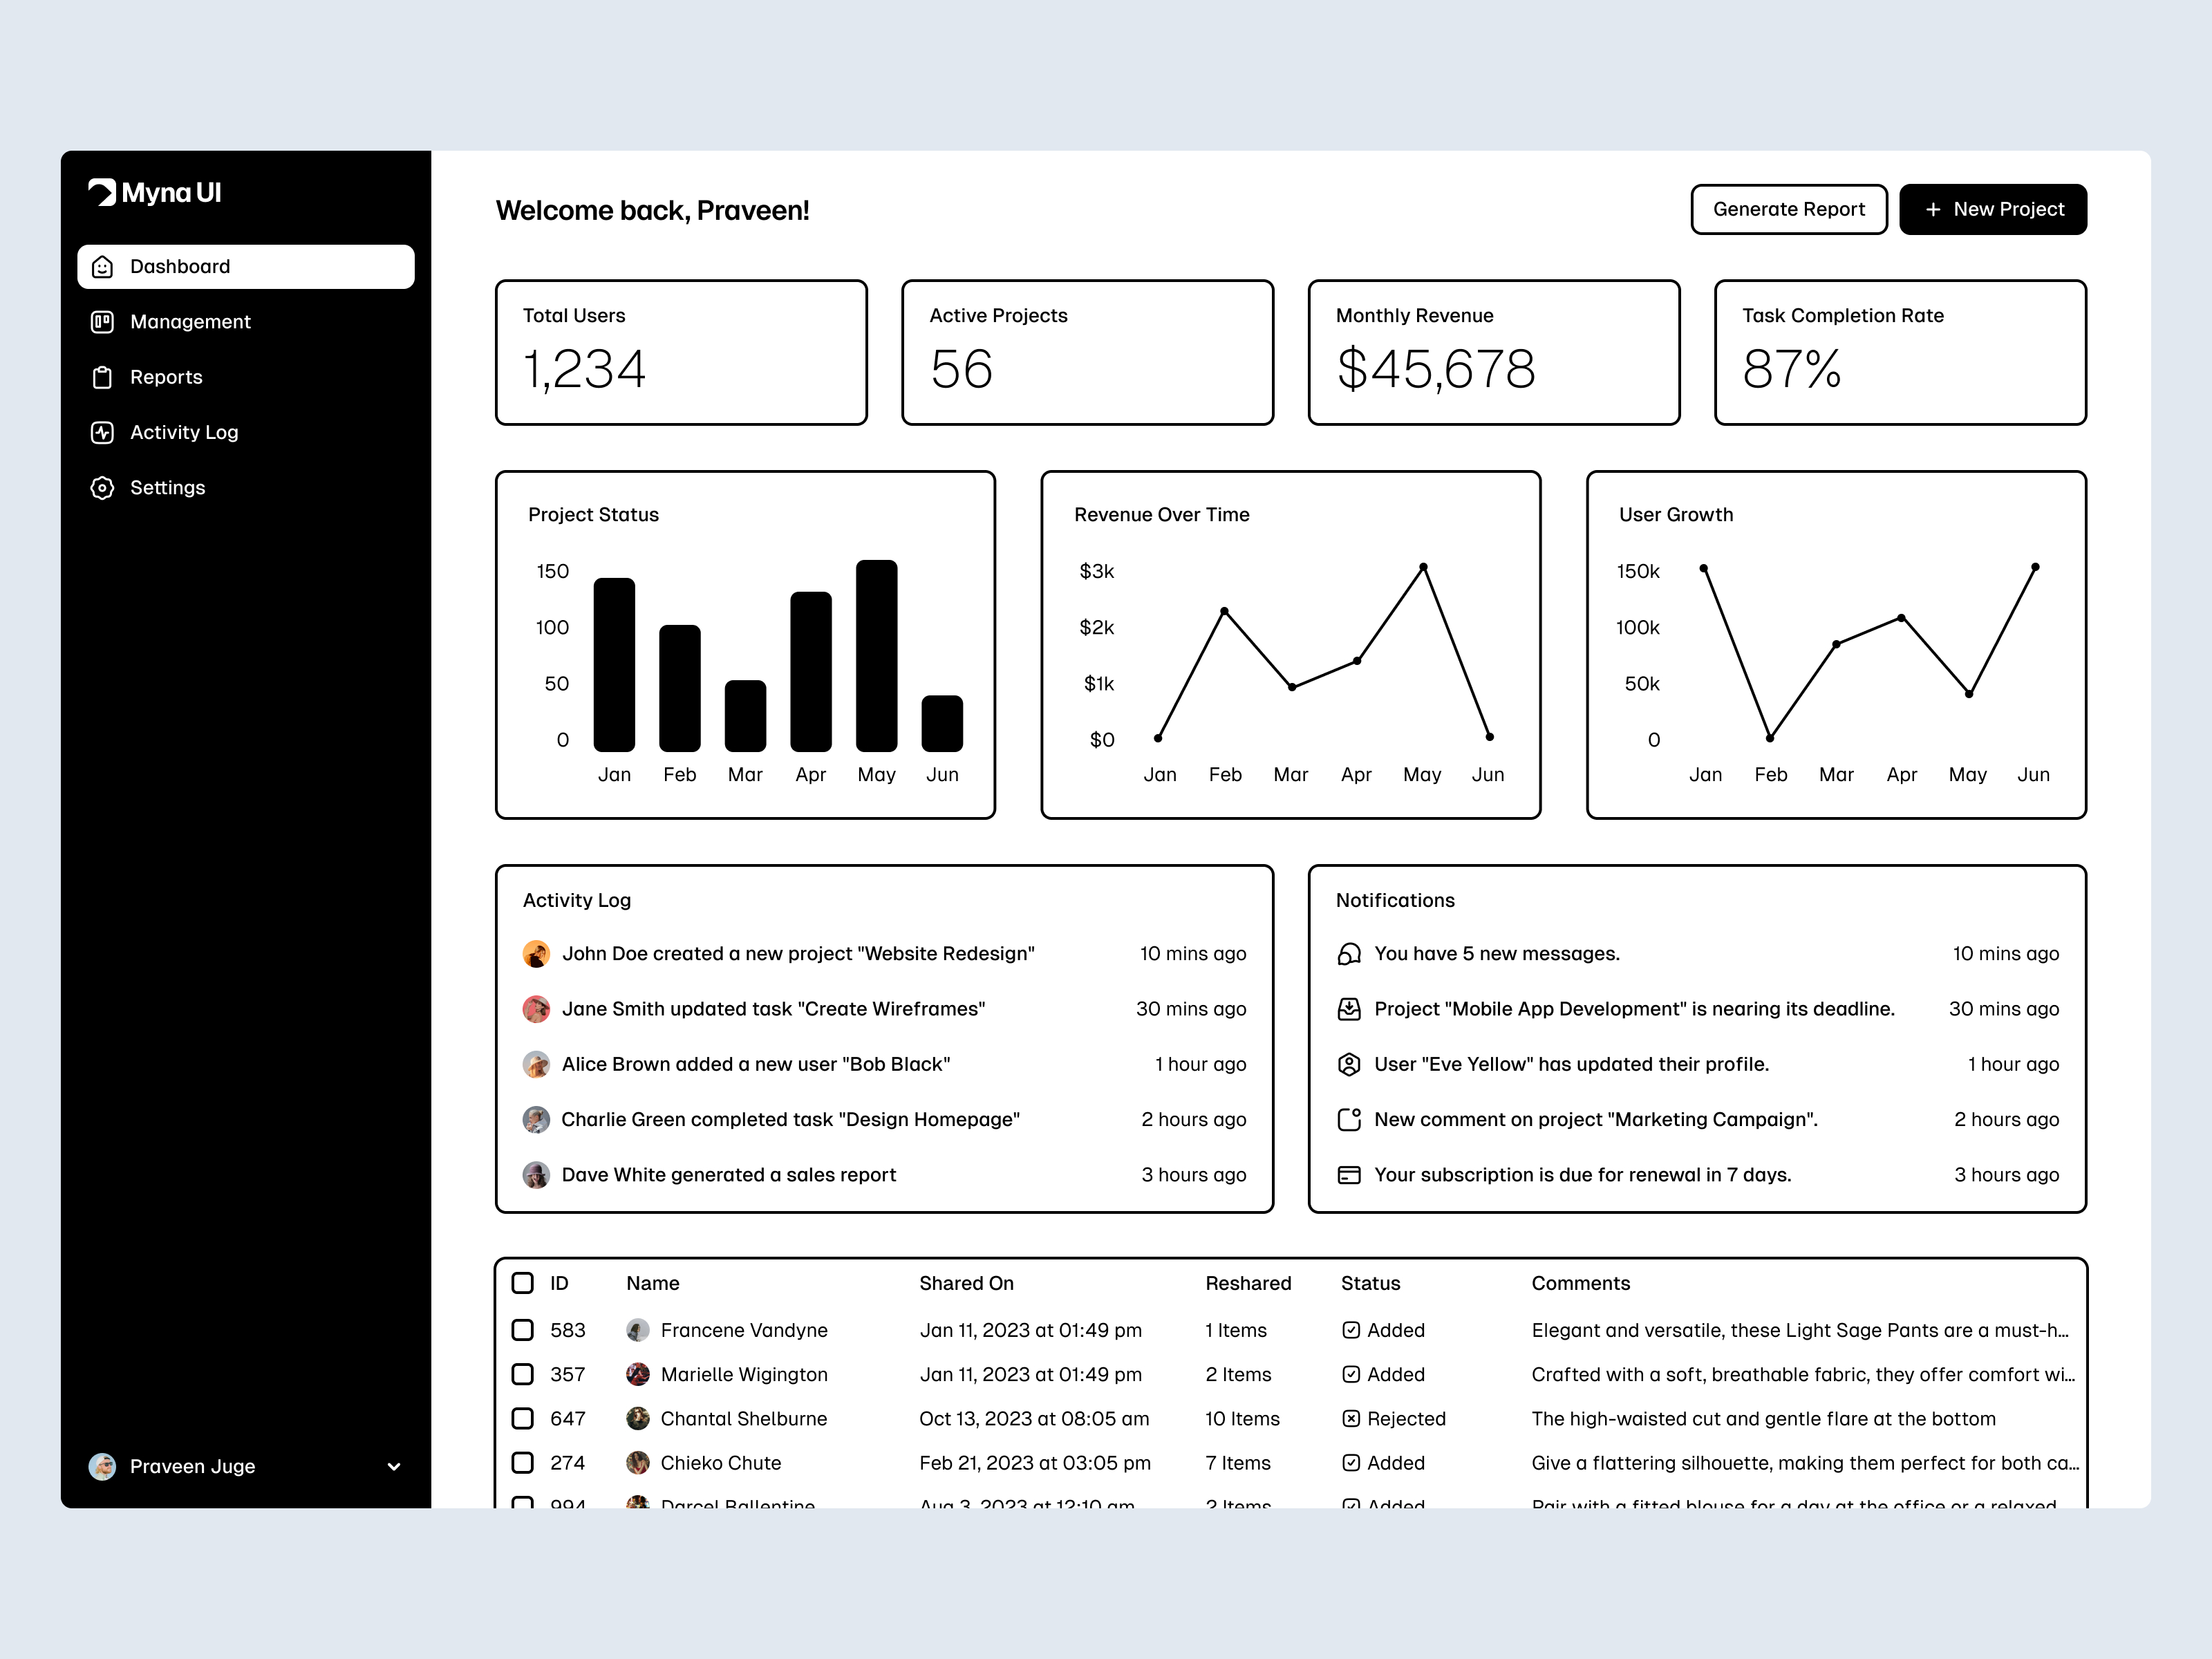 Myna UI
Dashboard
Management
Reports
Activity Log
Settings
Praveen Juge
Welcome back, Praveen!
Generate Report
+ New Project
Total Users
1,234
Active Projects
56
Monthly Revenue
$45,678
Task Completion Rate
87%
Project Status
150
100
50
0
Jan Feb Mar Apr May Jun
Revenue Over Time
$3k
$2k
$1k
$0
Jan Feb Mar Apr May Jun
User Growth
150k
100k
50k
0
Jan Feb Mar Apr May Jun
Activity Log
John Doe created a new project "Website Redesign" 10 mins ago
Jane Smith updated task "Create Wireframes" 30 mins ago
Alice Brown added a new user "Bob Black" 1 hour ago
Charlie Green completed task "Design Homepage" 2 hours ago
Dave White generated a sales report 3 hours ago
Notifications
You have 5 new messages. 10 mins ago
Project "Mobile App Development" is nearing its deadline. 30 mins ago
User "Eve Yellow" has updated their profile. 1 hour ago
New comment on project "Marketing Campaign". 2 hours ago
Your subscription is due for renewal in 7 days. 3 hours ago
ID Name Shared On Reshared Status Comments
583 Francene Vandyne Jan 11, 2023 at 01:49 pm 1 Items Added Elegant and versatile, these Light Sage Pants are a must-h...
357 Marielle Wigington Jan 11, 2023 at 01:49 pm 2 Items Added Crafted with a soft, breathable fabric, they offer comfort wi...
647 Chantal Shelburne Oct 13, 2023 at 08:05 am 10 Items Rejected The high-waisted cut and gentle flare at the bottom
274 Chieko Chute Feb 21, 2023 at 03:05 pm 7 Items Added Give a flattering silhouette, making them perfect for both ca...
994 Darcel Ballentine Aug 3, 2023 at 12:10 am 2 Items Added Pair with a fitted blouse for a day at the office or a relaxed